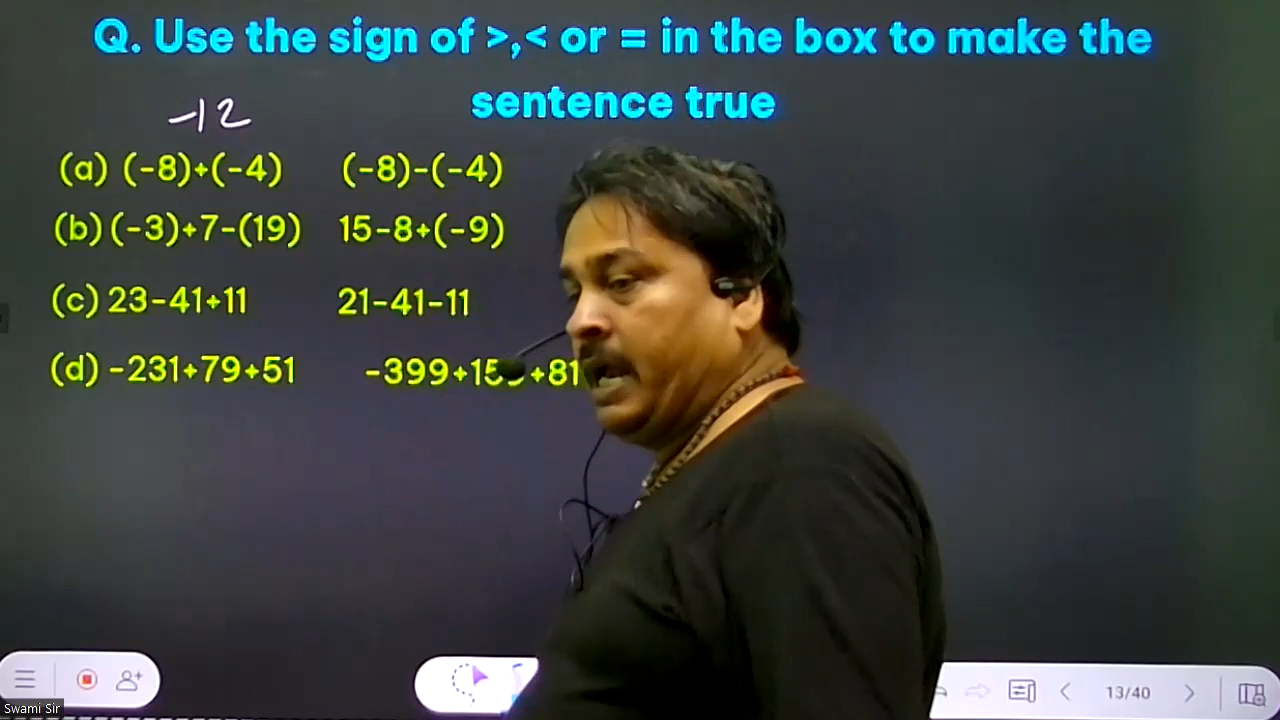 Q. Use the sign of >,< or = in the box to make the
sentence true
-12
(a) (-8)+(-4) (-8)-(-4)
(b) (-3)+7-(19) 15-8+(-9)
(c) 23-41+11 21-41-11
(d) -231+79+51 -399+15 +81
13/40
Swami Sir